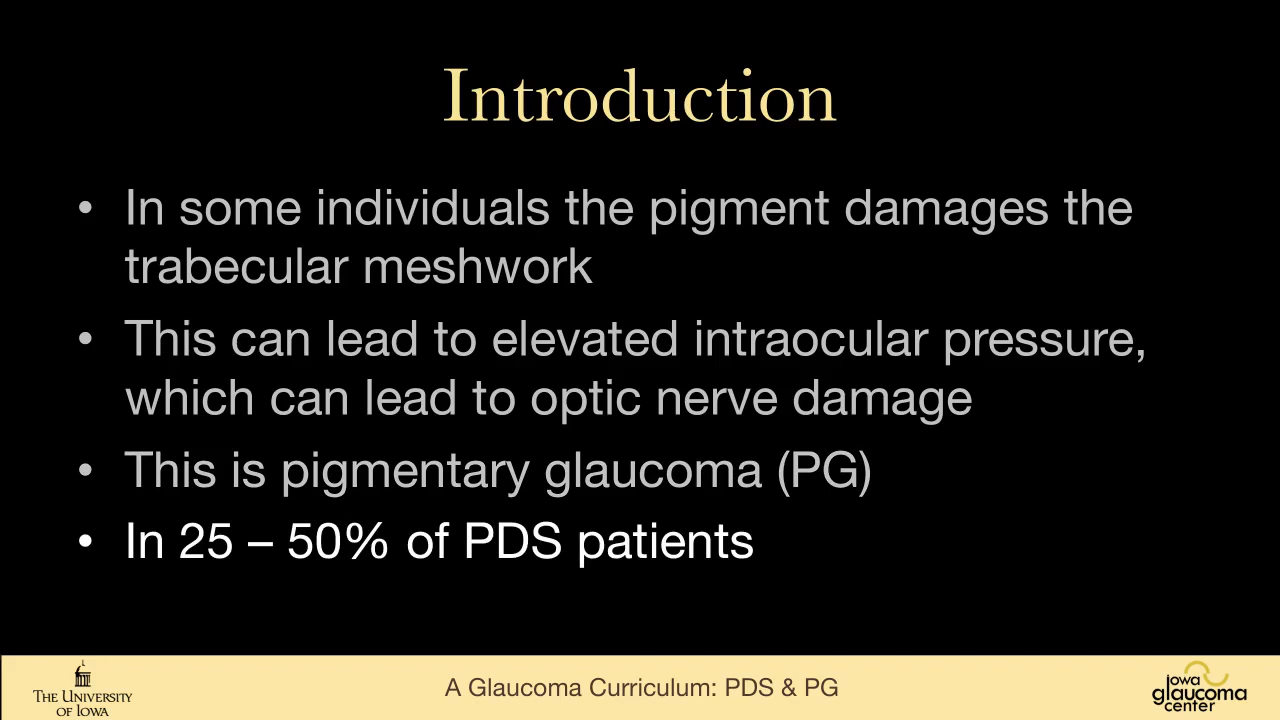 Introduction
• In some individuals the pigment damages the
trabecular meshwork
• This can lead to elevated intraocular pressure,
which can lead to optic nerve damage
• This is pigmentary glaucoma (PG)
• In 25 – 50% of PDS patients
THE UNIVERSITY
OF IOWA
A Glaucoma Curriculum: PDS & PG
Iowa
glaucoma
center